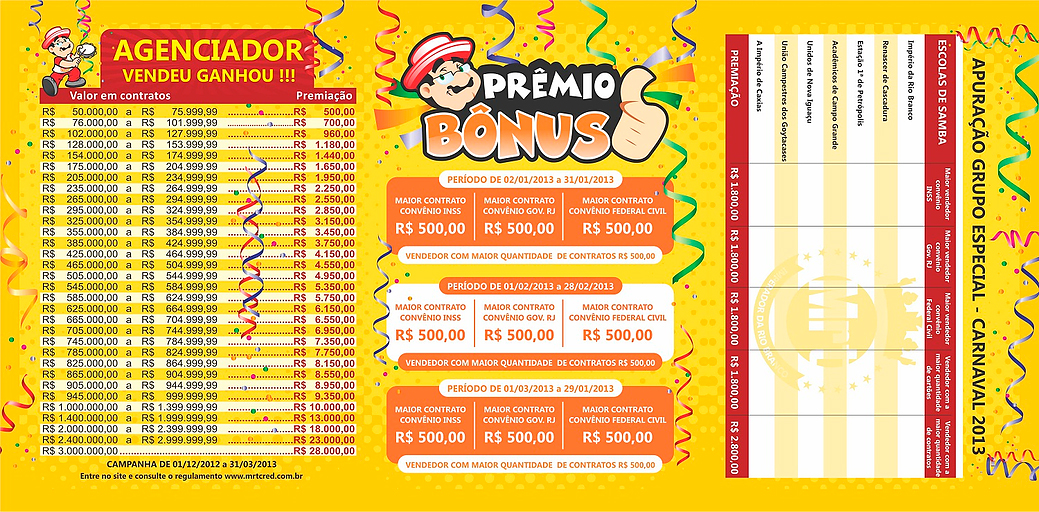 AGENCIADOR
VENDEU GANHOU !!!
Valor em contratos Premiação
R$ 50.000,00 a R$ 75.999,99 R$ 500,00
R$ 76.000,00 a R$ 101.999,99 R$ 700,00
R$ 102.000,00 a R$ 127.999,99 R$ 960,00
R$ 128.000,00 a R$ 153.999,99 R$ 1.180,00
R$ 154.000,00 a R$ 174.999,99 R$ 1.440,00
R$ 175.000,00 a R$ 204.999,99 R$ 1.650,00
R$ 205.000,00 a R$ 234.999,99 R$ 1.950,00
R$ 235.000,00 a R$ 264.999,99 R$ 2.250,00
R$ 265.000,00 a R$ 294.999,99 R$ 2.550,00
R$ 295.000,00 a R$ 324.999,99 R$ 2.850,00
R$ 325.000,00 a R$ 354.999,99 R$ 3.150,00
R$ 355.000,00 a R$ 384.999,99 R$ 3.450,00
R$ 385.000,00 a R$ 424.999,99 R$ 3.750,00
R$ 425.000,00 a R$ 464.999,99 R$ 4.150,00
R$ 465.000,00 a R$ 504.999,99 R$ 4.550,00
R$ 505.000,00 a R$ 544.999,99 R$ 4.950,00
R$ 545.000,00 a R$ 584.999,99 R$ 5.350,00
R$ 585.000,00 a R$ 624.999,99 R$ 5.750,00
R$ 625.000,00 a R$ 664.999,99 R$ 6.150,00
R$ 665.000,00 a R$ 704.999,99 R$ 6.550,00
R$ 705.000,00 a R$ 744.999,99 R$ 6.950,00
R$ 745.000,00 a R$ 784.999,99 R$ 7.350,00
R$ 785.000,00 a R$ 824.999,99 R$ 7.750,00
R$ 825.000,00 a R$ 864.999,99 R$ 8.150,00
R$ 865.000,00 a R$ 904.999,99 R$ 8.550,00
R$ 905.000,00 a R$ 944.999,99 R$ 8.950,00
R$ 945.000,00 a R$ 999.999,99 R$ 9.350,00
R$ 1.000.000,00 a R$ 1.399.999,99 R$ 10.000,00
R$ 1.400.000,00 a R$ 1.999.999,99 R$ 13.000,00
R$ 2.000.000,00 a R$ 2.399.999,99 R$ 18.000,00
R$ 2.400.000,00 a R$ 2.999.999,99 R$ 23.000,00
R$ 3.000.000,00 R$ 28.000,00
CAMPANHA DE 01/12/2012 a 31/03/2013
Entre no site e consulte o regulamento www.mrtcred.com.br
PRÊMIO
BÔNUS
PERÍODO DE 02/01/2013 a 31/01/2013
MAIOR CONTRATO MAIOR CONTRATO MAIOR CONTRATO
CONVÊNIO INSS CONVÊNIO GOV. RJ CONVÊNIO FEDERAL CIVIL
R$ 500,00 R$ 500,00 R$ 500,00
VENDEDOR COM MAIOR QUANTIDADE DE CONTRATOS R$ 500,00
PERÍODO DE 01/02/2013 a 28/02/2013
MAIOR CONTRATO MAIOR CONTRATO MAIOR CONTRATO
CONVÊNIO INSS CONVÊNIO GOV. RJ CONVÊNIO FEDERAL CIVIL
R$ 500,00 R$ 500,00 R$ 500,00
VENDEDOR COM MAIOR QUANTIDADE DE CONTRATOS R$ 500,00
PERÍODO DE 01/03/2013 a 29/01/2013
MAIOR CONTRATO MAIOR CONTRATO MAIOR CONTRATO
CONVÊNIO INSS CONVÊNIO GOV. RJ CONVÊNIO FEDERAL CIVIL
R$ 500,00 R$ 500,00 R$ 500,00
VENDEDOR COM MAIOR QUANTIDADE DE CONTRATOS R$ 500,00
APURAÇÃO GRUPO ESPECIAL - CARNAVAL 2013
ESCOLAS DE SAMBA
Maior vendedor
convênio
INSS
Maior vendedor
convênio
Gov. RJ
Maior vendedor
convênio
Federal Civil
Vendedor com a
maior quantidade
de cartões
Vendedor com a
maior quantidade
de contratos
Império da Rio Branco
Renascer de Cascadura
Estação 1ª de Petrópolis
Acadêmicos de Campo Grande
Unidos de Nova Iguaçu
União Campestres dos Goytacases
A Império de Caxias
PREMIAÇÃO R$ 1.800,00 R$ 1.800,00 R$ 1.800,00 R$ 1.800,00 R$ 2.800,00